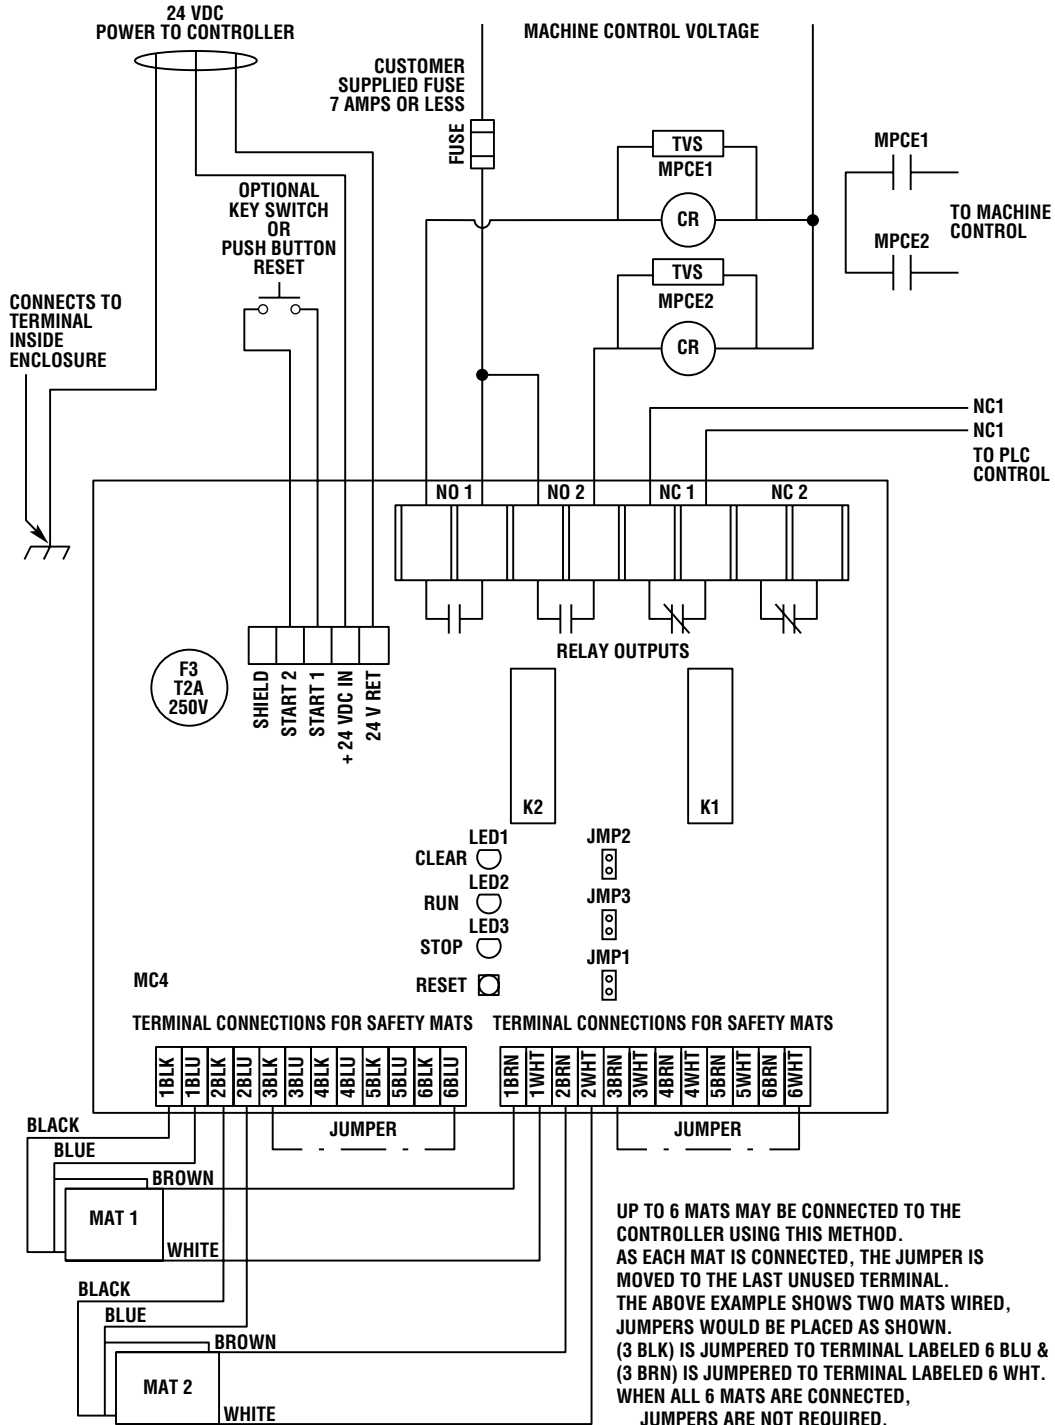 24 VDC
POWER TO CONTROLLER
MACHINE CONTROL VOLTAGE
CUSTOMER
SUPPLIED FUSE
7 AMPS OR LESS
FUSE
TVS
MPCE1
CR
TVS
MPCE2
CR
MPCE1
MPCE2
TO MACHINE
CONTROL
OPTIONAL
KEY SWITCH
OR
PUSH BUTTON
RESET
CONNECTS TO
TERMINAL
INSIDE
ENCLOSURE
NC1
NC1
TO PLC
CONTROL
NO 1
NO 2
NC 1
NC 2
RELAY OUTPUTS
F3
T2A
250V
SHIELD
START 2
START 1
+ 24 VDC IN
24 V RET
K2
K1
LED1
CLEAR
LED2
RUN
LED3
STOP
RESET
JMP2
JMP3
JMP1
MC4
TERMINAL CONNECTIONS FOR SAFETY MATS
TERMINAL CONNECTIONS FOR SAFETY MATS
1BLK
1BLU
2BLK
2BLU
3BLK
3BLU
4BLK
4BLU
5BLK
5BLU
6BLK
6BLU
1BRN
1WHT
2BRN
2WHT
3BRN
3WHT
4BRN
4WHT
5BRN
5WHT
6BRN
6WHT
JUMPER
JUMPER
BLACK
BLUE
BROWN
MAT 1
WHITE
BLACK
BLUE
BROWN
MAT 2
WHITE
UP TO 6 MATS MAY BE CONNECTED TO THE
CONTROLLER USING THIS METHOD.
AS EACH MAT IS CONNECTED, THE JUMPER IS
MOVED TO THE LAST UNUSED TERMINAL.
THE ABOVE EXAMPLE SHOWS TWO MATS WIRED,
JUMPERS WOULD BE PLACED AS SHOWN.
(3 BLK) IS JUMPERED TO TERMINAL LABELED 6 BLU &
(3 BRN) IS JUMPERED TO TERMINAL LABELED 6 WHT.
WHEN ALL 6 MATS ARE CONNECTED,
JUMPERS ARE NOT REQUIRED.